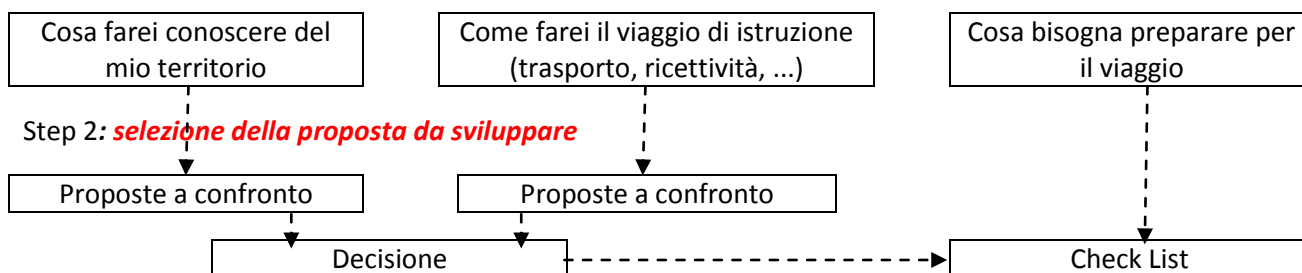 Cosa farei conoscere del
mio territorio
Come farei il viaggio di istruzione
(trasporto, ricettività, ...)
Cosa bisogna preparare per
il viaggio
Step 2: selezione della proposta da sviluppare
Proposte a confronto
Proposte a confronto
Decisione
Check List